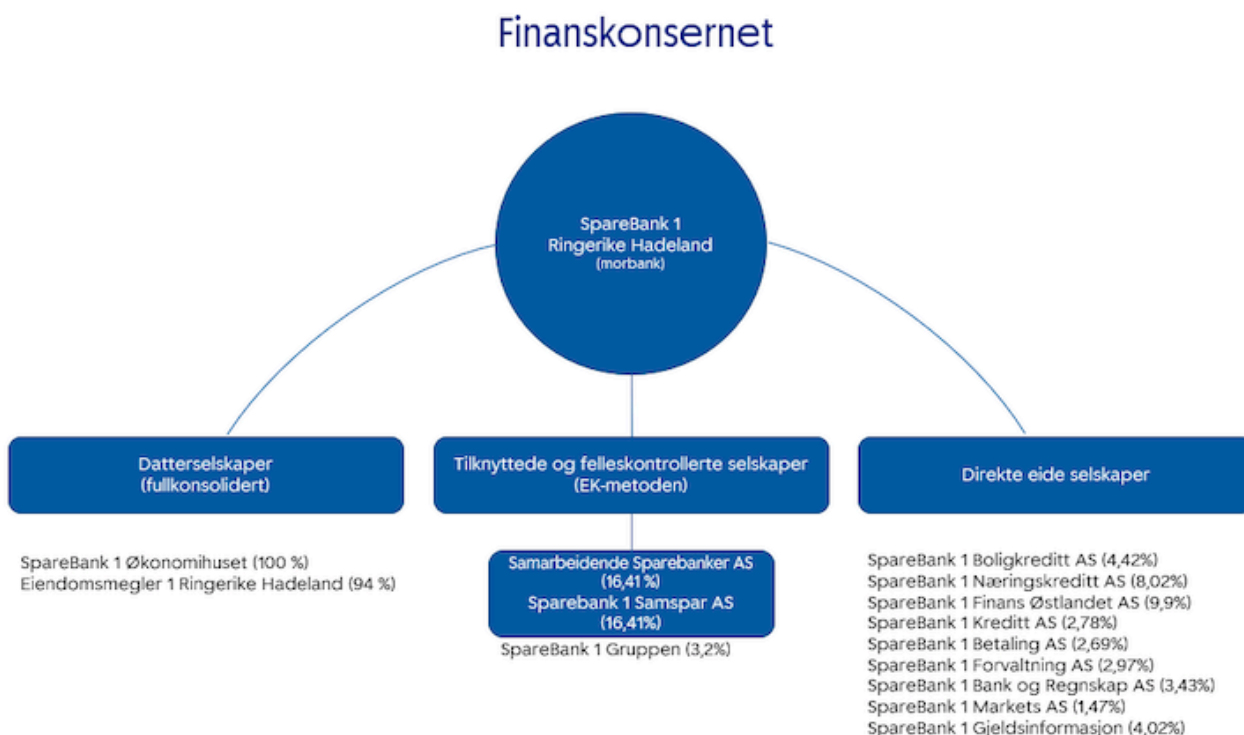 Finanskonsernet
SpareBank 1
Ringerike Hadeland
(morbank)
Datterselskaper
(fullkonsolidert)
SpareBank 1 Økonomihuset (100 %)
Eiendomsmegler 1 Ringerike Hadeland (94 %)
Tilknyttede og felleskontrollerte selskaper
(EK-metoden)
Samarbeidende Sparebanker AS
(16,41 %)
Sparebank 1 Samspar AS
(16,41%)
SpareBank 1 Gruppen (3,2%)
Direkte eide selskaper
SpareBank 1 Boligkreditt AS (4,42%)
SpareBank 1 Næringskreditt AS (8,02%)
SpareBank 1 Finans Østlandet AS (9,9%)
SpareBank 1 Kreditt AS (2,78%)
SpareBank 1 Betaling AS (2,69%)
SpareBank 1 Forvaltning AS (2,97%)
SpareBank 1 Bank og Regnskap AS (3,43%)
SpareBank 1 Markets AS (1,47%)
SpareBank 1 Gjeldsinformasjon (4,02%)